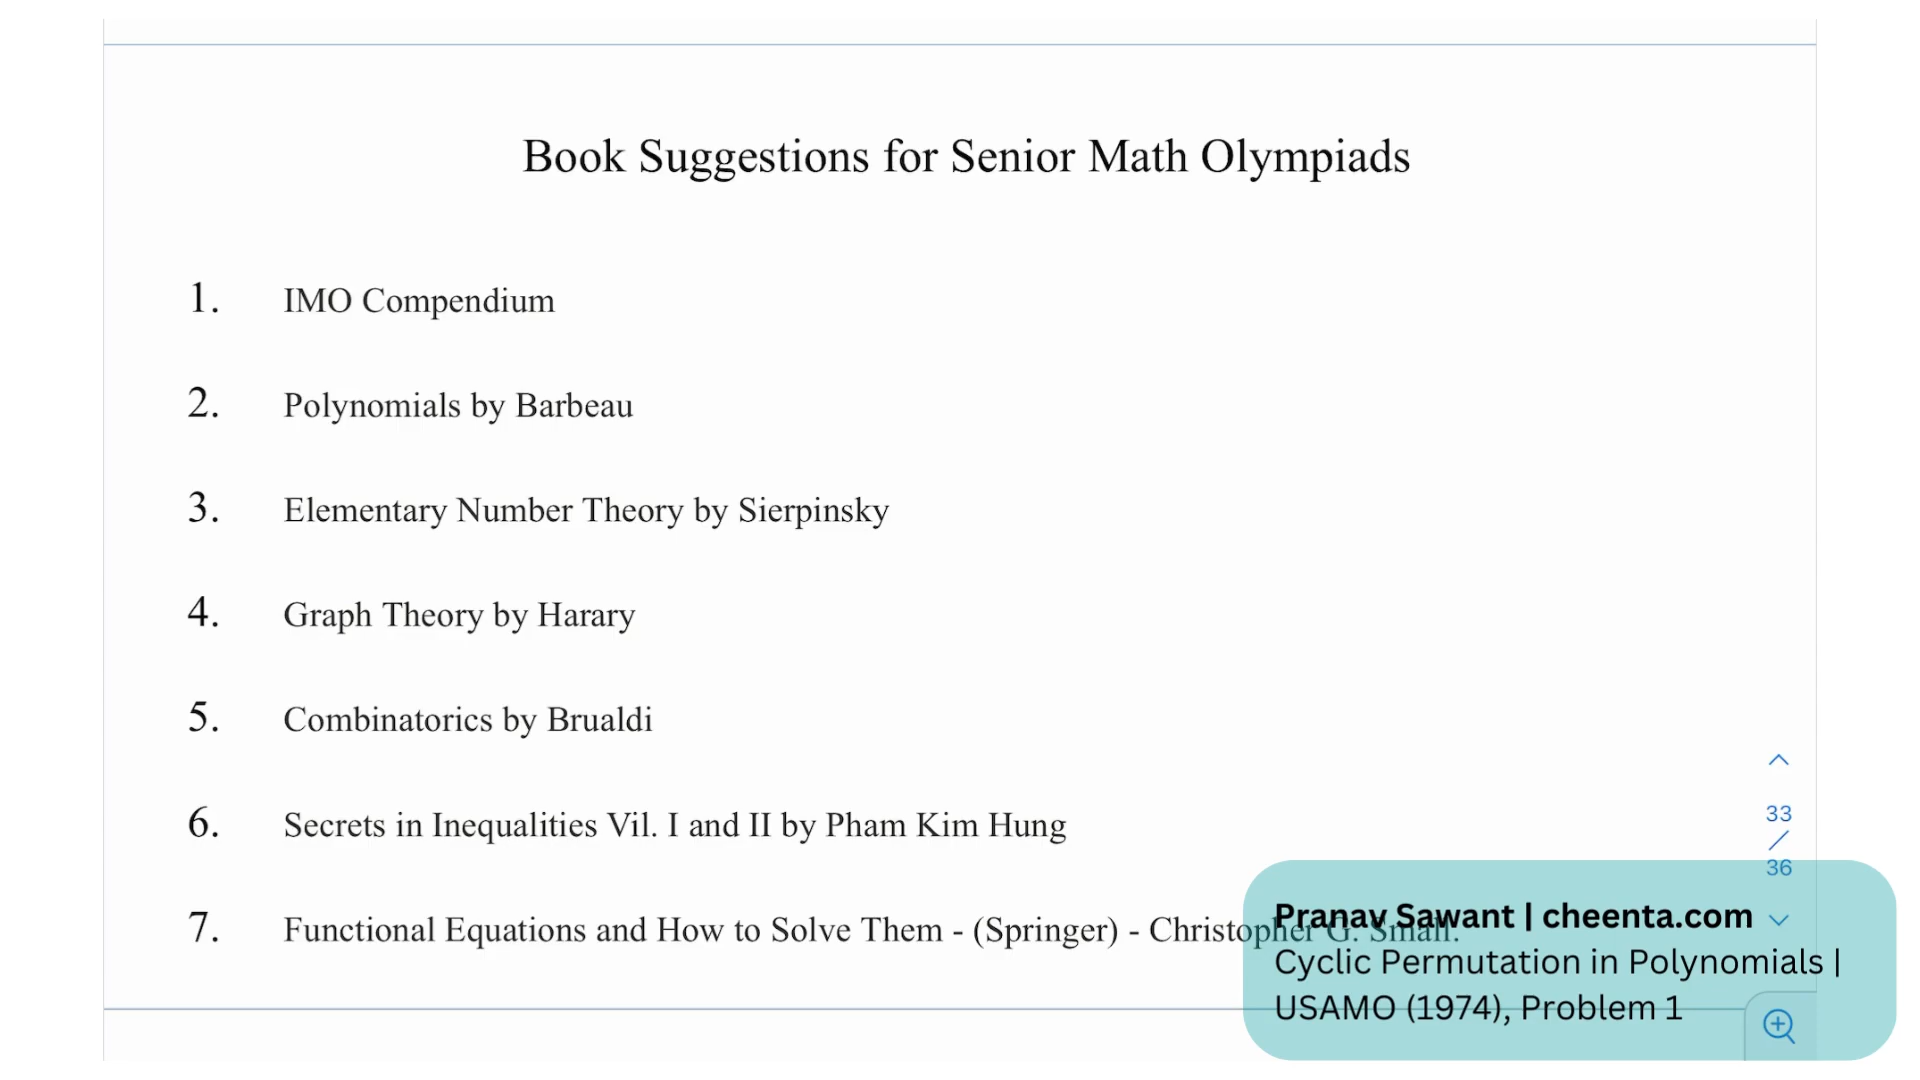 Book Suggestions for Senior Math Olympiads
1. IMO Compendium
2. Polynomials by Barbeau
3. Elementary Number Theory by Sierpinsky
4. Graph Theory by Harary
5. Combinatorics by Brualdi
6. Secrets in Inequalities Vil. I and II by Pham Kim Hung
7. Functional Equations and How to Solve Them - (Springer) - Christopher G. Small.
33
/
36
Pranav Sawant | cheenta.com
Cyclic Permutation in Polynomials |
USAMO (1974), Problem 1